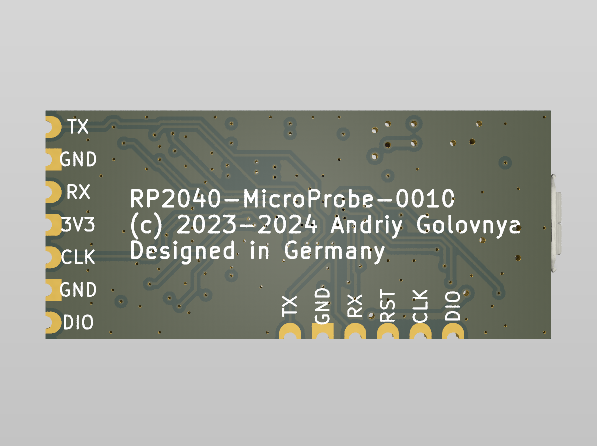 TX
GND
RX
3V3
CLK
GND
DIO
RP2040-MicroProbe-0010
(c) 2023-2024 Andriy Golovnya
Designed in Germany
TX
GND
RX
RST
CLK
DIO